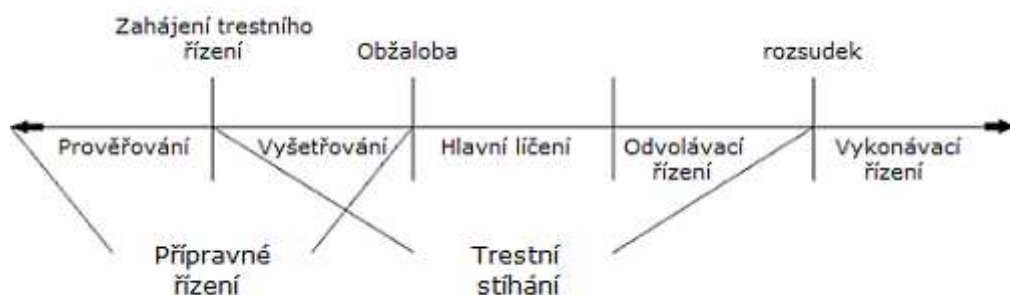 Zahájení trestního
řízení
Obžaloba
rozsudek
Prověřování
Vyšetřování
Hlavní líčení
Odvolávací
řízení
Vykonávací
řízení
Přípravné
řízení
Trestní
stíhání